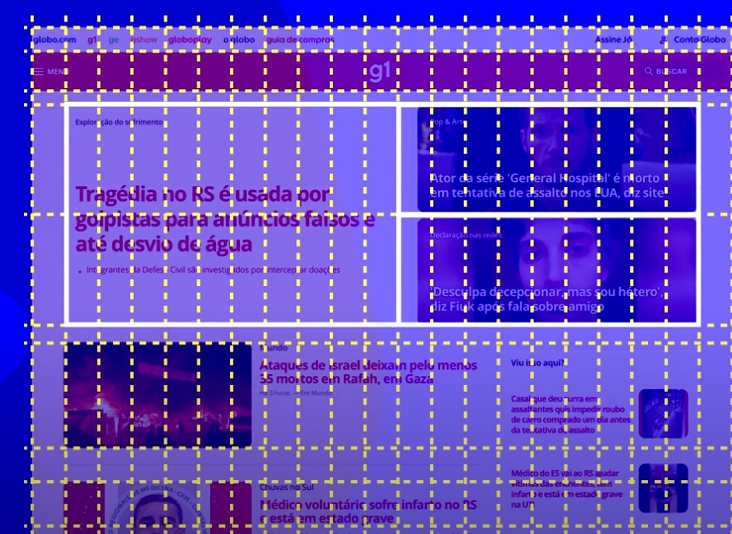 globo.com g1 ge gshow globoplay o globo guia de compras Assine Já Conta Globo
MENU g1 BUSCAR
Exploração do sofrimento
Tragédia no RS é usada por
golpistas para anúncios falsos e
até desvio de água
Integrantes da Defesa Civil são investigados por interceptar doações
Pop & Arte
Ator da série 'General Hospital' é morto
em tentativa de assalto nos EUA, diz site
Declaração nas redes
'Desculpa decepcionar, mas sou hétero',
diz Fiuk após fala sobre amigo
Mundo
Ataques de Israel deixam pelo menos
35 mortos em Rafah, em Gaza
Há 3 horas — Em Mundo
Chuvas no Sul
Médico voluntário sofre infarto no RS
e está em estado grave
Viu isso aqui?
Casal que deu surra em
assaltantes quis impedir roubo
de carro comprado um dia antes
da tentativa de assalto
Médico do ES vai ao RS ajudar
vítimas das enchentes, tem
infarto e está em estado grave
na UTI